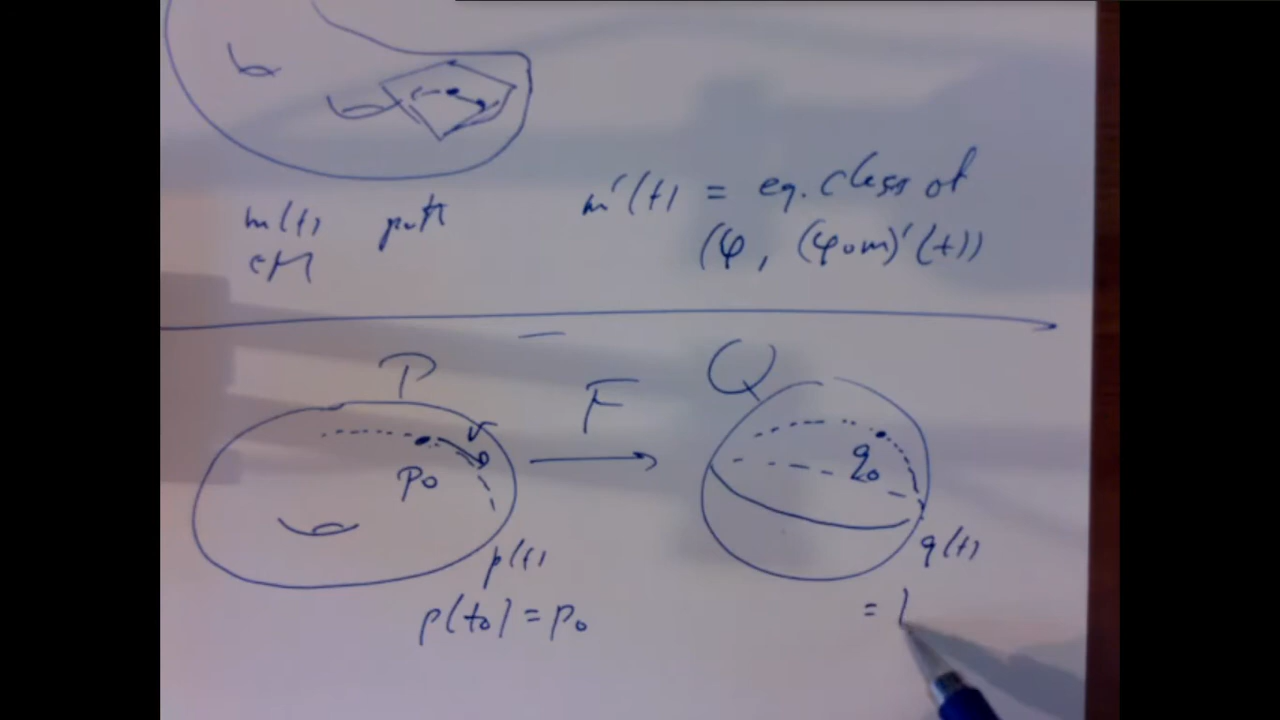 m(t) path
∈M
m'(t) = eq. class of
(φ, (φ∘m)'(t))
P
F
Q
v
p₀
q₀
p(t)
q(t)
p(t₀) = p₀
=